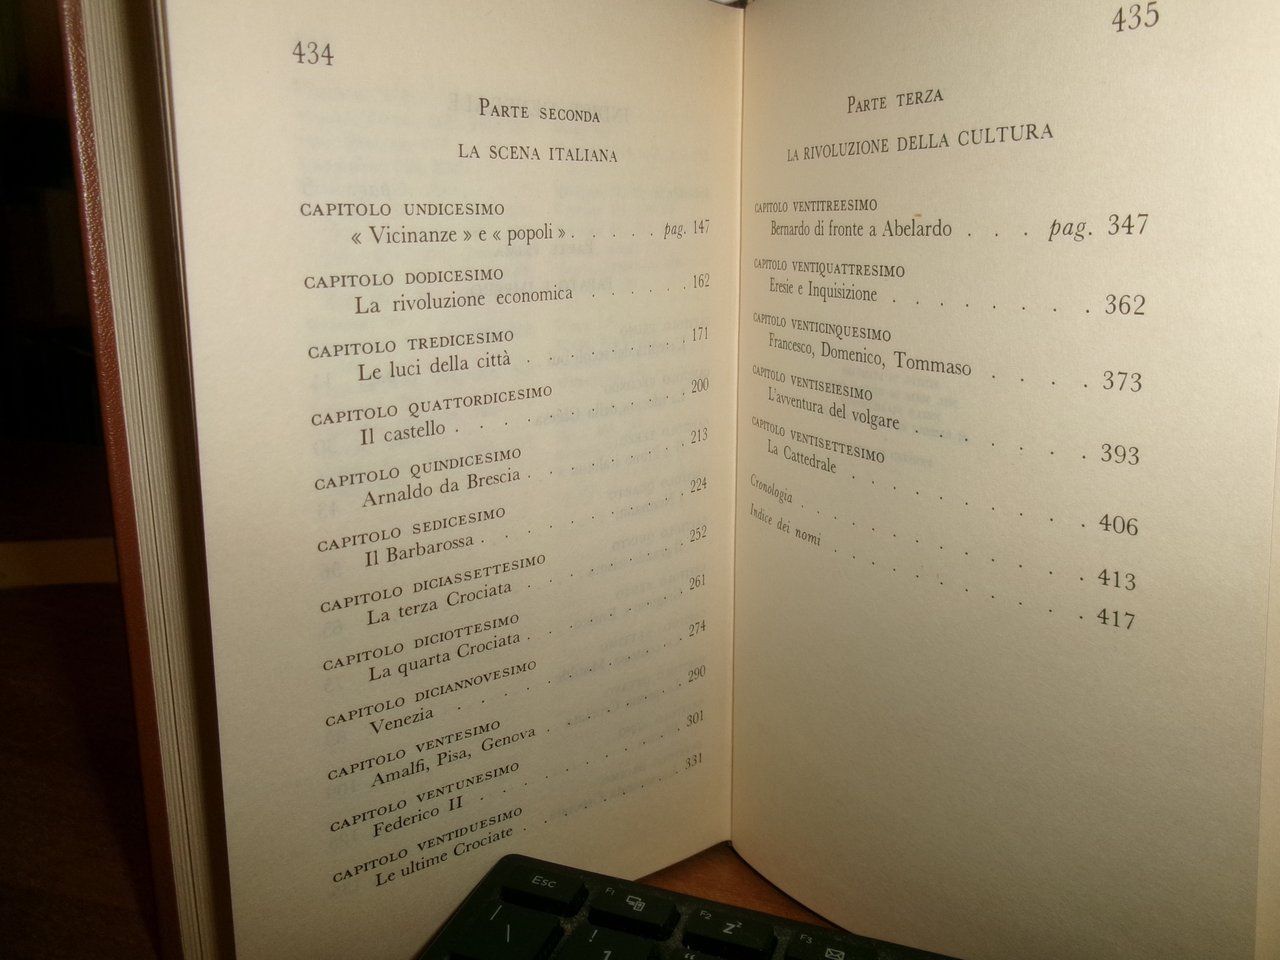 434
PARTE SECONDA
LA SCENA ITALIANA
CAPITOLO UNDICESIMO
« Vicinanze » e « popoli » . . . . . pag. 147
CAPITOLO DODICESIMO
La rivoluzione economica . . . . . . 162
CAPITOLO TREDICESIMO
Le luci della città . . . . . . . . 171
CAPITOLO QUATTORDICESIMO
Il castello . . . . . . . . . . 200
CAPITOLO QUINDICESIMO
Arnaldo da Brescia . . . . . . . . 213
CAPITOLO SEDICESIMO
Il Barbarossa . . . . . . . . . 224
CAPITOLO DICIASSETTESIMO
La terza Crociata . . . . . . . . 252
CAPITOLO DICIOTTESIMO
La quarta Crociata . . . . . . . . 261
CAPITOLO DICIANNOVESIMO
Venezia . . . . . . . . . . 274
CAPITOLO VENTESIMO
Amalfi, Pisa, Genova . . . . . . . 290
CAPITOLO VENTUNESIMO
Federico II . . . . . . . . . 301
CAPITOLO VENTIDUESIMO
Le ultime Crociate . . . . . . . . 331
435
PARTE TERZA
LA RIVOLUZIONE DELLA CULTURA
CAPITOLO VENTITREESIMO
Bernardo di fronte a Abelardo . . . pag. 347
CAPITOLO VENTIQUATTRESIMO
Eresie e Inquisizione . . . . . . . . 362
CAPITOLO VENTICINQUESIMO
Francesco, Domenico, Tommaso . . . . 373
CAPITOLO VENTISEIESIMO
L'avventura del volgare . . . . . . . 393
CAPITOLO VENTISETTESIMO
La Cattedrale . . . . . . . . . 406
Cronologia . . . . . . . . . . 413
Indice dei nomi . . . . . . . . . 417
Esc
F1
F2
F3
|
\
!
1
"
Z